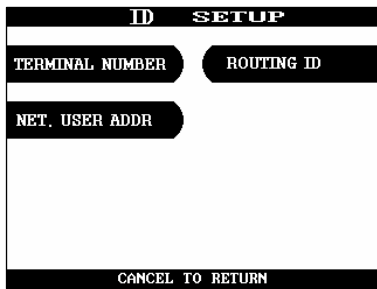 ID SETUP
TERMINAL NUMBER
ROUTING ID
NET. USER ADDR
CANCEL TO RETURN